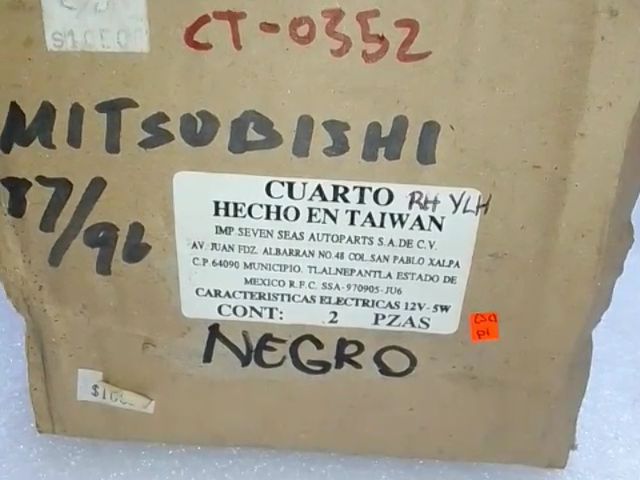 CT-0352
MITSUBISHI
87/96
CUARTO RH Y LH
HECHO EN TAIWAN
IMP. SEVEN SEAS AUTOPARTS S.A.DE C.V.
AV. JUAN FDZ. ALBARRAN NO.48 COL.SAN PABLO XALPA
C.P. 64090 MUNICIPIO. TLALNEPANTLA ESTADO DE
MEXICO R.F.C. SSA-970905-JU6
CARACTERISTICAS ELECTRICAS 12V-5W
CONT: 2 PZAS
NEGRO